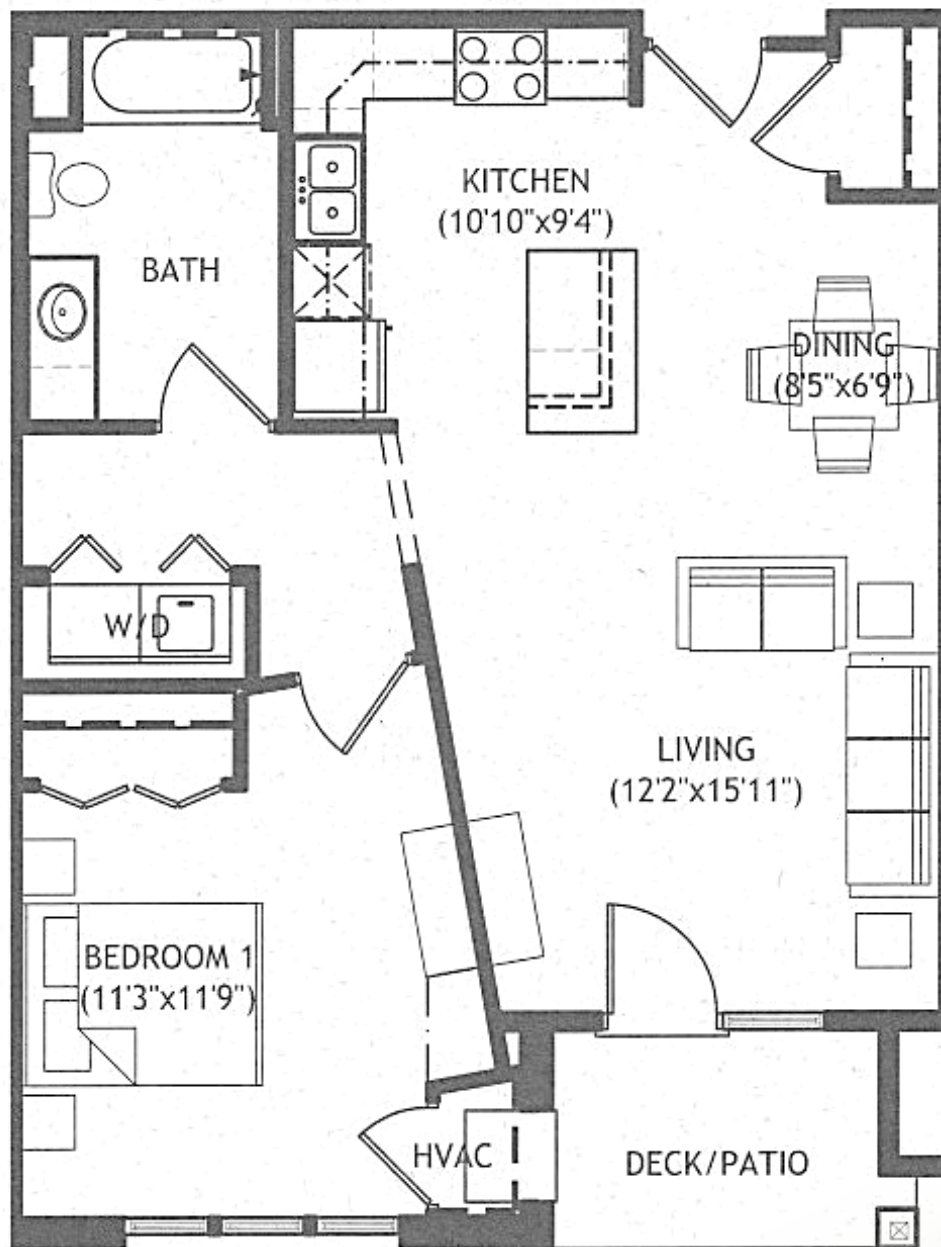 KITCHEN
(10'10"x9'4")
BATH
DINING
(8'5"x6'9")
W/D
LIVING
(12'2"x15'11")
BEDROOM 1
(11'3"x11'9")
HVAC
DECK/PATIO